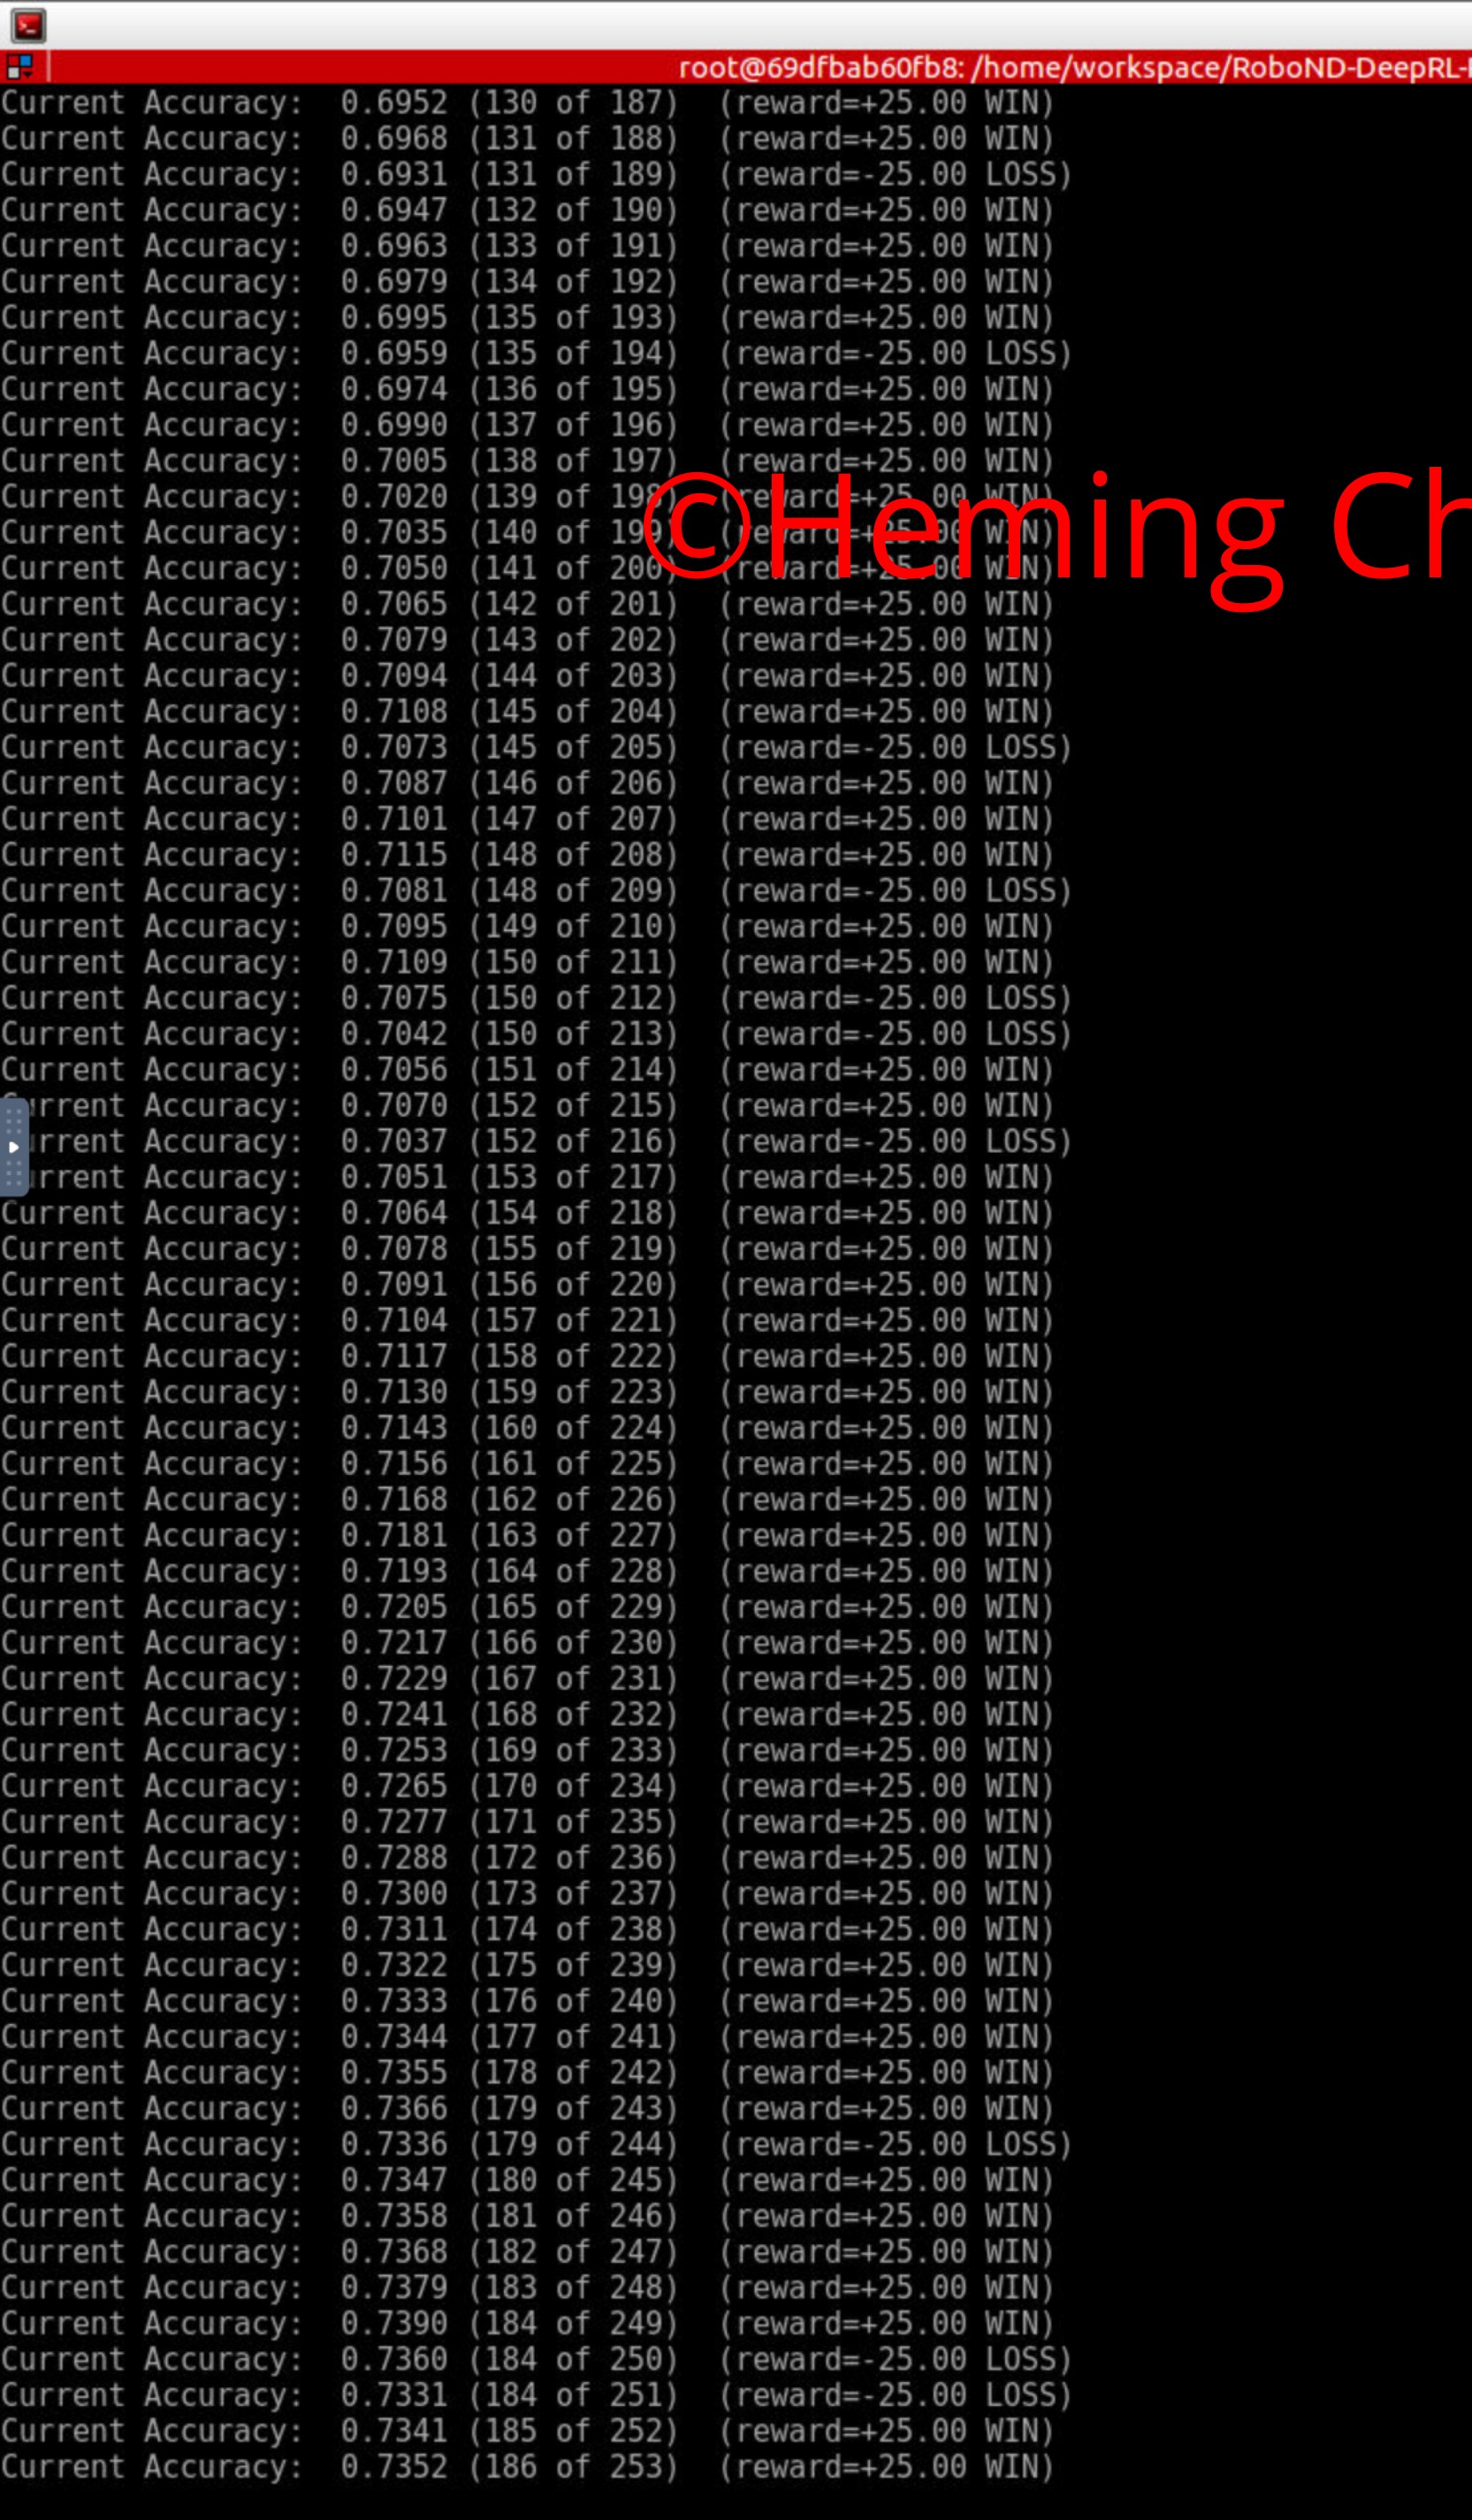 root@69dfbab60fb8: /home/workspace/RoboND-DeepRL-
Current Accuracy: 0.6952 (130 of 187) (reward=+25.00 WIN)
Current Accuracy: 0.6968 (131 of 188) (reward=+25.00 WIN)
Current Accuracy: 0.6931 (131 of 189) (reward=-25.00 LOSS)
Current Accuracy: 0.6947 (132 of 190) (reward=+25.00 WIN)
Current Accuracy: 0.6963 (133 of 191) (reward=+25.00 WIN)
Current Accuracy: 0.6979 (134 of 192) (reward=+25.00 WIN)
Current Accuracy: 0.6995 (135 of 193) (reward=+25.00 WIN)
Current Accuracy: 0.6959 (135 of 194) (reward=-25.00 LOSS)
Current Accuracy: 0.6974 (136 of 195) (reward=+25.00 WIN)
Current Accuracy: 0.6990 (137 of 196) (reward=+25.00 WIN)
Current Accuracy: 0.7005 (138 of 197) (reward=+25.00 WIN)
Current Accuracy: 0.7020 (139 of 198) (reward=+25.00 WIN)
©Heming Ch
Current Accuracy: 0.7035 (140 of 199) (reward=+25.00 WIN)
Current Accuracy: 0.7050 (141 of 200) (reward=+25.00 WIN)
Current Accuracy: 0.7065 (142 of 201) (reward=+25.00 WIN)
Current Accuracy: 0.7079 (143 of 202) (reward=+25.00 WIN)
Current Accuracy: 0.7094 (144 of 203) (reward=+25.00 WIN)
Current Accuracy: 0.7108 (145 of 204) (reward=+25.00 WIN)
Current Accuracy: 0.7073 (145 of 205) (reward=-25.00 LOSS)
Current Accuracy: 0.7087 (146 of 206) (reward=+25.00 WIN)
Current Accuracy: 0.7101 (147 of 207) (reward=+25.00 WIN)
Current Accuracy: 0.7115 (148 of 208) (reward=+25.00 WIN)
Current Accuracy: 0.7081 (148 of 209) (reward=-25.00 LOSS)
Current Accuracy: 0.7095 (149 of 210) (reward=+25.00 WIN)
Current Accuracy: 0.7109 (150 of 211) (reward=+25.00 WIN)
Current Accuracy: 0.7075 (150 of 212) (reward=-25.00 LOSS)
Current Accuracy: 0.7042 (150 of 213) (reward=-25.00 LOSS)
Current Accuracy: 0.7056 (151 of 214) (reward=+25.00 WIN)
Current Accuracy: 0.7070 (152 of 215) (reward=+25.00 WIN)
Current Accuracy: 0.7037 (152 of 216) (reward=-25.00 LOSS)
Current Accuracy: 0.7051 (153 of 217) (reward=+25.00 WIN)
Current Accuracy: 0.7064 (154 of 218) (reward=+25.00 WIN)
Current Accuracy: 0.7078 (155 of 219) (reward=+25.00 WIN)
Current Accuracy: 0.7091 (156 of 220) (reward=+25.00 WIN)
Current Accuracy: 0.7104 (157 of 221) (reward=+25.00 WIN)
Current Accuracy: 0.7117 (158 of 222) (reward=+25.00 WIN)
Current Accuracy: 0.7130 (159 of 223) (reward=+25.00 WIN)
Current Accuracy: 0.7143 (160 of 224) (reward=+25.00 WIN)
Current Accuracy: 0.7156 (161 of 225) (reward=+25.00 WIN)
Current Accuracy: 0.7168 (162 of 226) (reward=+25.00 WIN)
Current Accuracy: 0.7181 (163 of 227) (reward=+25.00 WIN)
Current Accuracy: 0.7193 (164 of 228) (reward=+25.00 WIN)
Current Accuracy: 0.7205 (165 of 229) (reward=+25.00 WIN)
Current Accuracy: 0.7217 (166 of 230) (reward=+25.00 WIN)
Current Accuracy: 0.7229 (167 of 231) (reward=+25.00 WIN)
Current Accuracy: 0.7241 (168 of 232) (reward=+25.00 WIN)
Current Accuracy: 0.7253 (169 of 233) (reward=+25.00 WIN)
Current Accuracy: 0.7265 (170 of 234) (reward=+25.00 WIN)
Current Accuracy: 0.7277 (171 of 235) (reward=+25.00 WIN)
Current Accuracy: 0.7288 (172 of 236) (reward=+25.00 WIN)
Current Accuracy: 0.7300 (173 of 237) (reward=+25.00 WIN)
Current Accuracy: 0.7311 (174 of 238) (reward=+25.00 WIN)
Current Accuracy: 0.7322 (175 of 239) (reward=+25.00 WIN)
Current Accuracy: 0.7333 (176 of 240) (reward=+25.00 WIN)
Current Accuracy: 0.7344 (177 of 241) (reward=+25.00 WIN)
Current Accuracy: 0.7355 (178 of 242) (reward=+25.00 WIN)
Current Accuracy: 0.7366 (179 of 243) (reward=+25.00 WIN)
Current Accuracy: 0.7336 (179 of 244) (reward=-25.00 LOSS)
Current Accuracy: 0.7347 (180 of 245) (reward=+25.00 WIN)
Current Accuracy: 0.7358 (181 of 246) (reward=+25.00 WIN)
Current Accuracy: 0.7368 (182 of 247) (reward=+25.00 WIN)
Current Accuracy: 0.7379 (183 of 248) (reward=+25.00 WIN)
Current Accuracy: 0.7390 (184 of 249) (reward=+25.00 WIN)
Current Accuracy: 0.7360 (184 of 250) (reward=-25.00 LOSS)
Current Accuracy: 0.7331 (184 of 251) (reward=-25.00 LOSS)
Current Accuracy: 0.7341 (185 of 252) (reward=+25.00 WIN)
Current Accuracy: 0.7352 (186 of 253) (reward=+25.00 WIN)